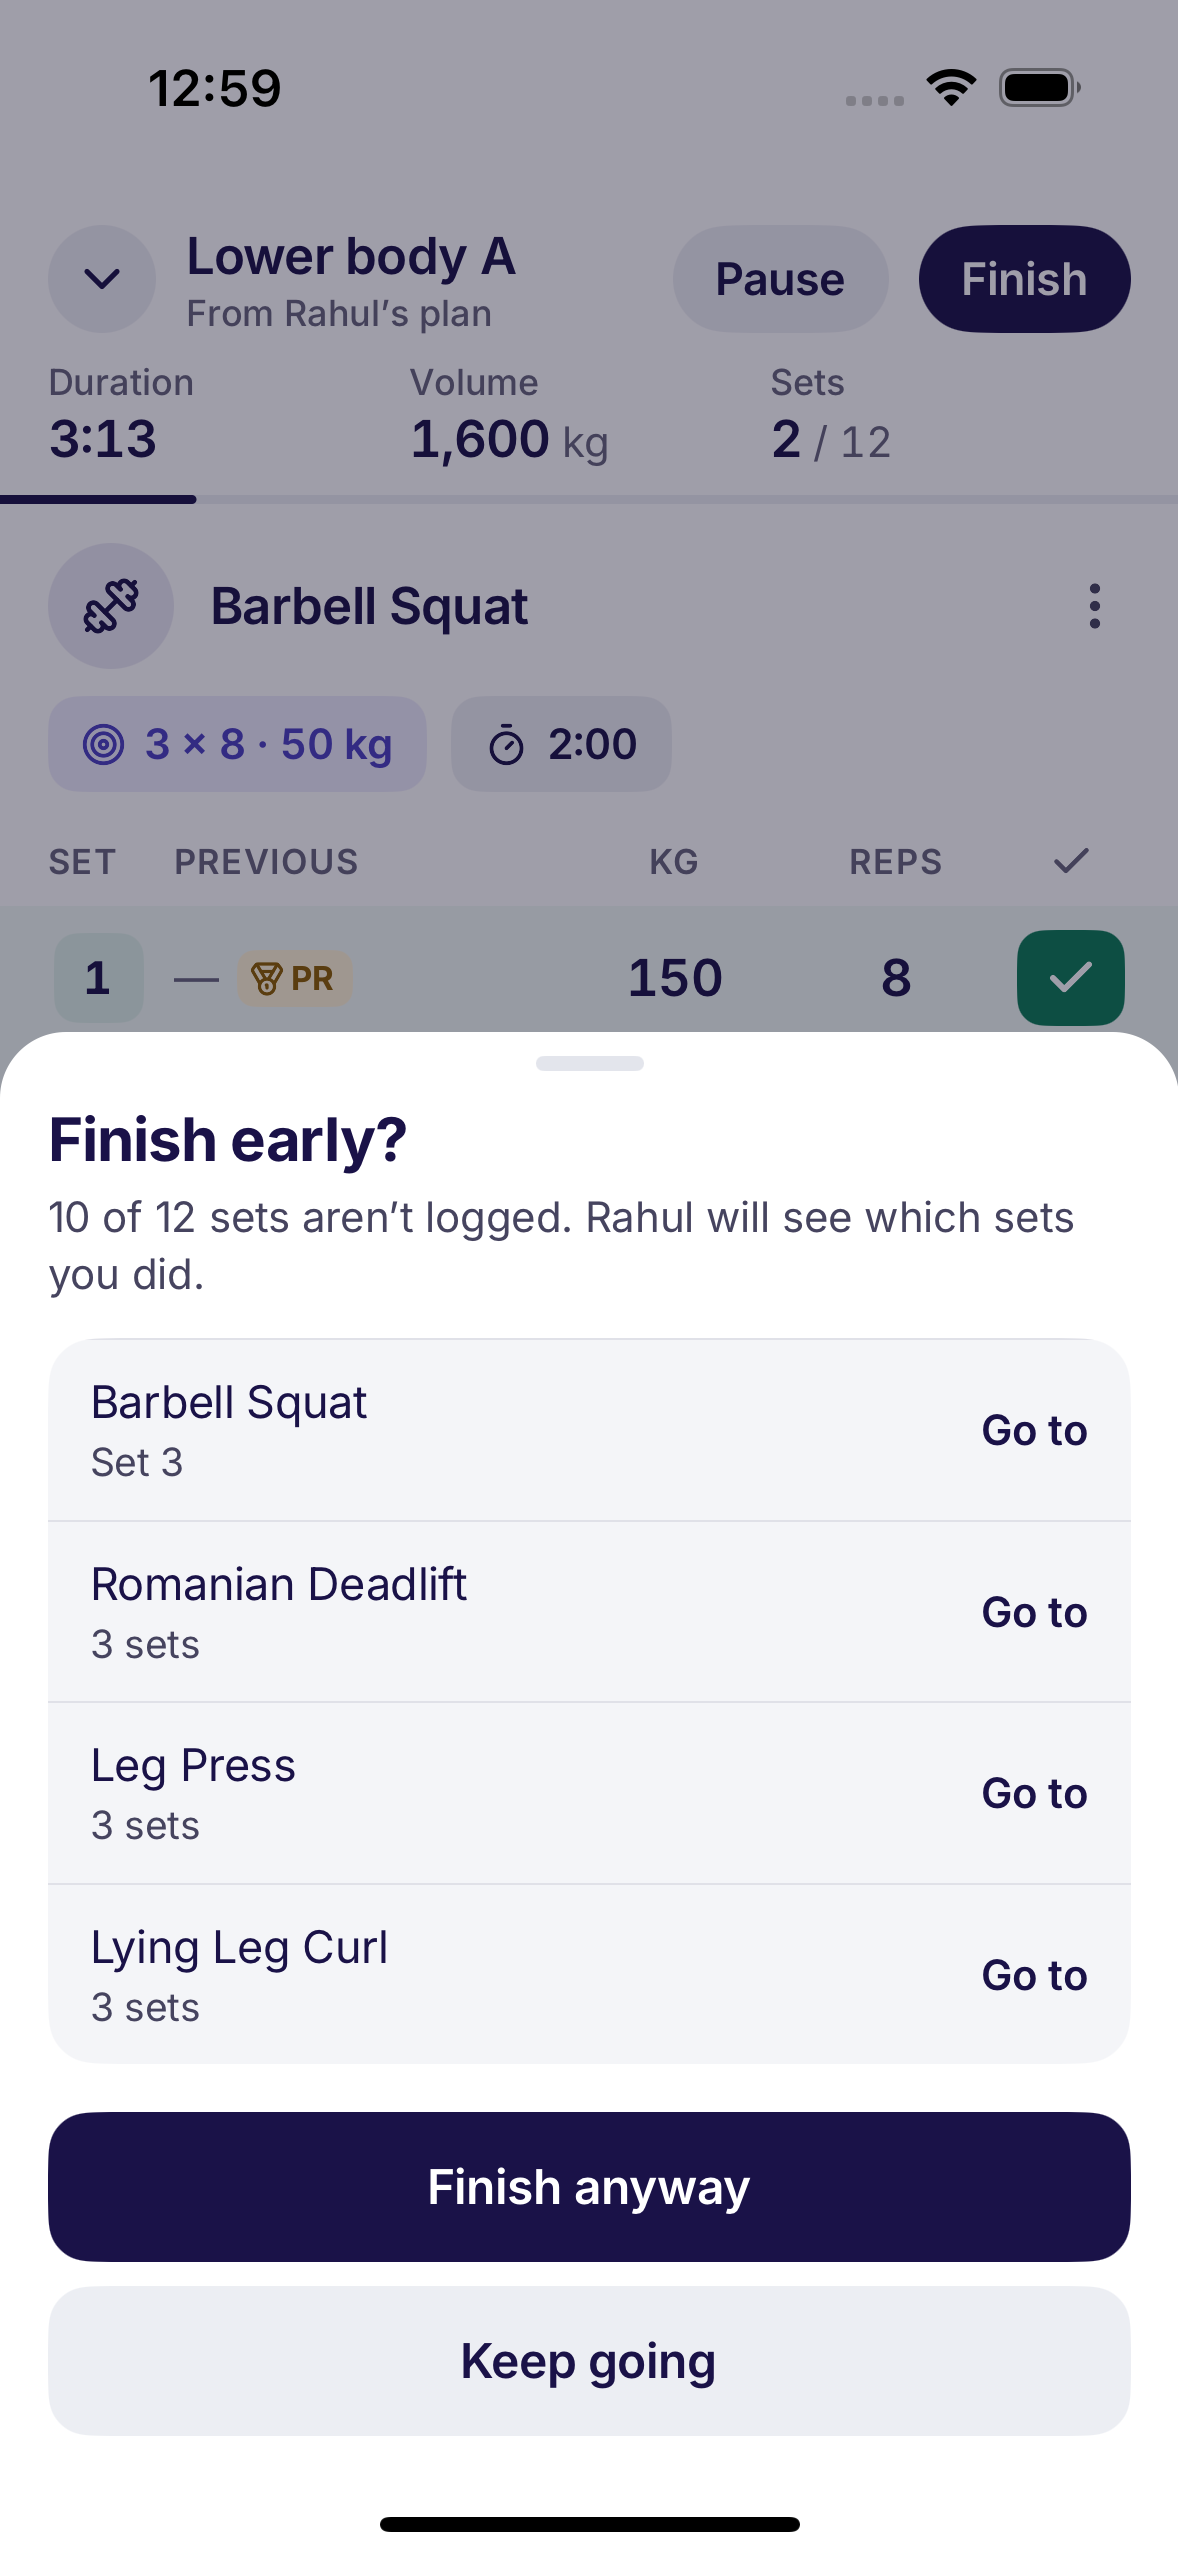 12:59
Lower body A
From Rahul’s plan
Pause
Finish
Duration
Volume
Sets
3:13
1,600 kg
2 / 12
Barbell Squat
3 × 8 · 50 kg
2:00
SET PREVIOUS KG REPS
1 — PR 150 8
Finish early?
10 of 12 sets aren’t logged. Rahul will see which sets
you did.
Barbell Squat
Set 3
Go to
Romanian Deadlift
3 sets
Go to
Leg Press
3 sets
Go to
Lying Leg Curl
3 sets
Go to
Finish anyway
Keep going